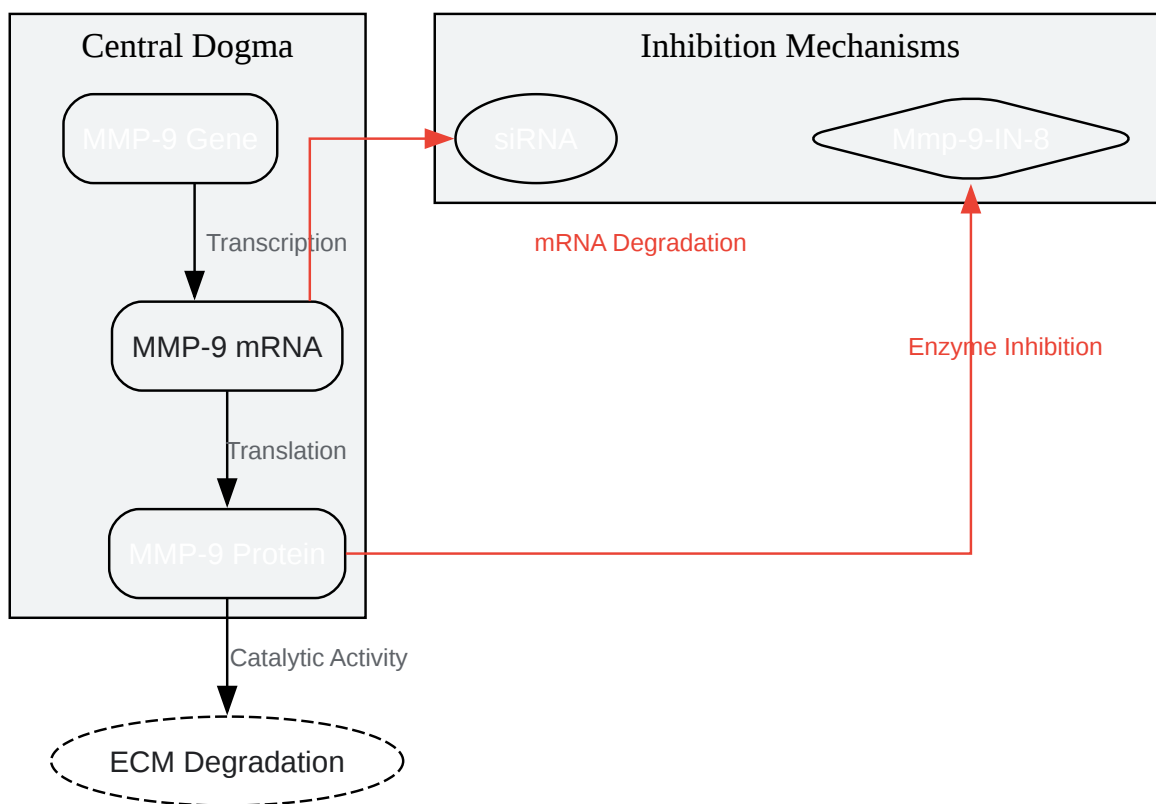 Central Dogma
Inhibition Mechanisms
MMP-9 Gene
siRNA
Mmp-9-IN-8
Transcription
mRNA Degradation
MMP-9 mRNA
Enzyme Inhibition
Translation
MMP-9 Protein
Catalytic Activity
ECM Degradation